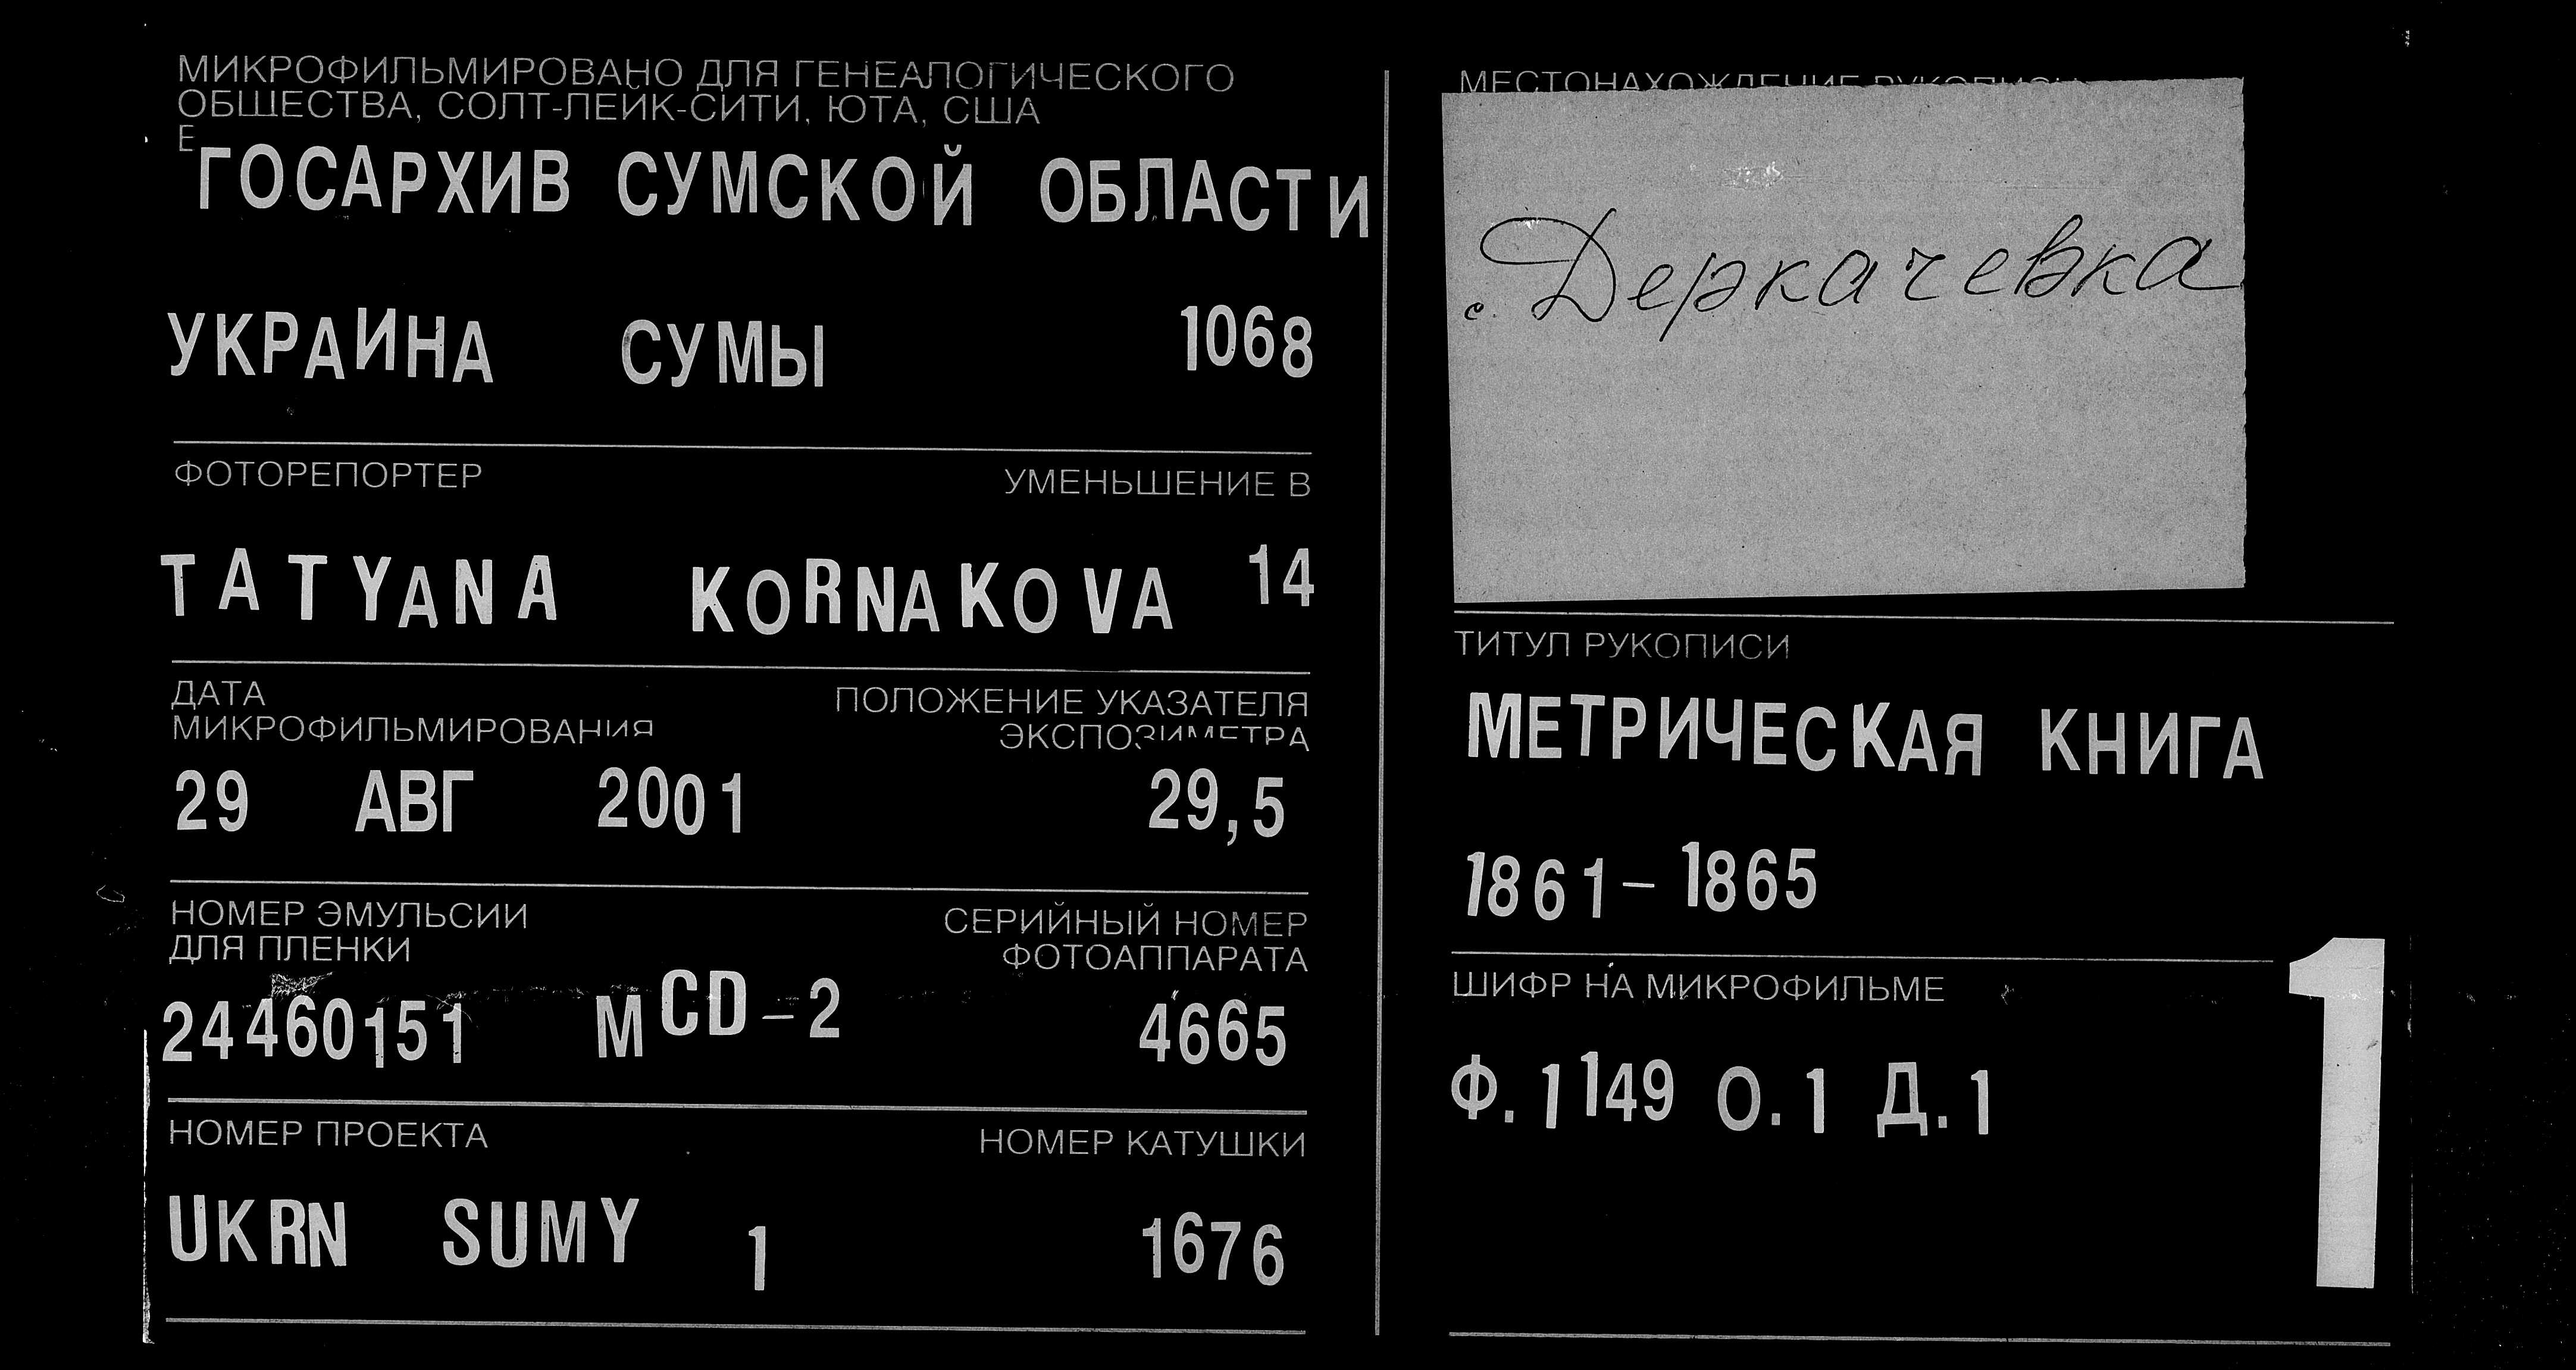 МИКРОФИЛЬМИРОВАНО ДЛЯ ГЕНЕАЛОГИЧЕСКОГО
ОБЩЕСТВА, СОЛТ-ЛЕЙК-СИТИ, ЮТА, США
Е
ГОСАРХИВ СУМСКОЙ ОБЛАСТИ
УКРАИНА СУМЫ 1068
ФОТОРЕПОРТЕР УМЕНЬШЕНИЕ В
TATYANA KORNAKOVA 14
ДАТА ПОЛОЖЕНИЕ УКАЗАТЕЛЯ
МИКРОФИЛЬМИРОВАНИЯ ЭКСПОЗИМЕТРА
29 АВГ 2001 29,5
НОМЕР ЭМУЛЬСИИ СЕРИЙНЫЙ НОМЕР
ДЛЯ ПЛЕНКИ ФОТОАППАРАТА
24460151 MCD-2 4665
НОМЕР ПРОЕКТА НОМЕР КАТУШКИ
UKRN SUMY 1 1676
МЕСТОНАХОЖДЕНИЕ РУКОПИСИ
с. Деркачевка
ТИТУЛ РУКОПИСИ
МЕТРИЧЕСКАЯ КНИГА
1861-1865
ШИФР НА МИКРОФИЛЬМЕ
Ф. 1149 О. 1 Д. 1
1